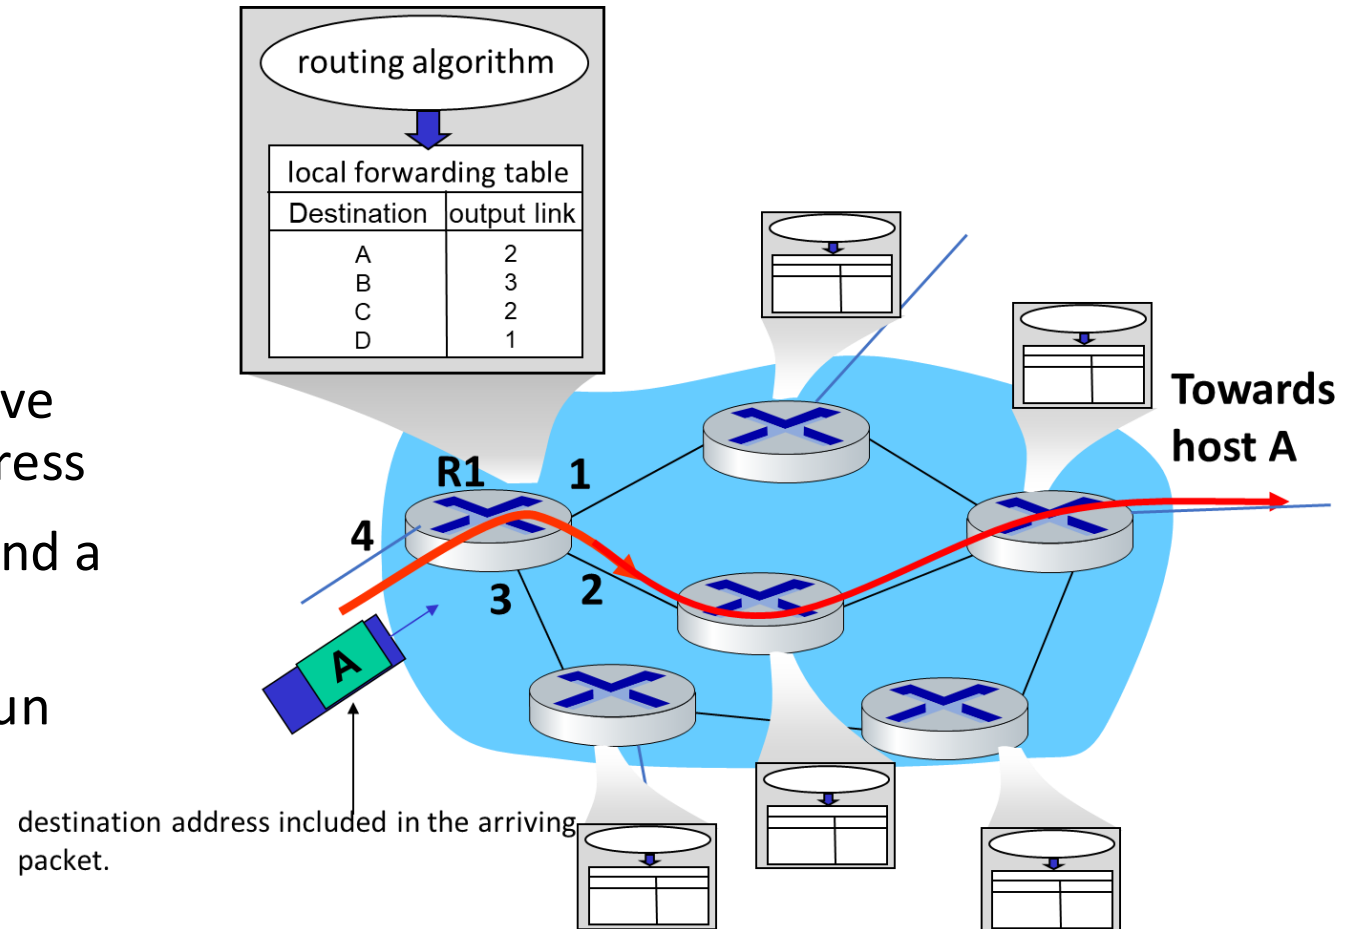 routing algorithm
local forwarding table
Destination output link
A 2
B 3
C 2
D 1
ve
ress
nd a
un
Towards
host A
R1
1
4
3
2
A
destination address included in the arriving
packet.